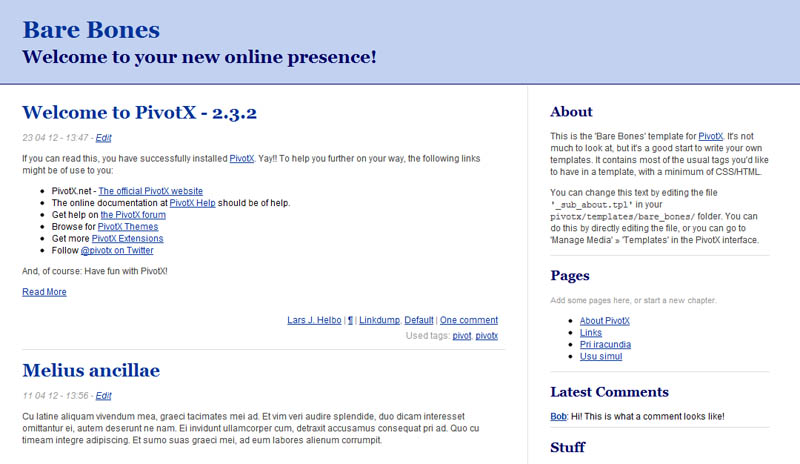 Bare Bones
Welcome to your new online presence!
Welcome to PivotX - 2.3.2
23 04 12 - 13:47 - Edit
If you can read this, you have successfully installed PivotX. Yay!! To help you further on your way, the following links
might be of use to you:
PivotX.net - The official PivotX website
The online documentation at PivotX Help should be of help.
Get help on the PivotX forum
Browse for PivotX Themes
Get more PivotX Extensions
Follow @pivotx on Twitter
And, of course: Have fun with PivotX!
Read More
Lars J. Helbo | ¶ | Linkdump, Default | One comment
Used tags: pivot, pivotx
Melius ancillae
11 04 12 - 13:56 - Edit
Cu latine aliquam vivendum mea, graeci tacimates mei ad. Et vim veri audire splendide, duo dicam interesset
omittantur ei, autem deserunt ne nam. Ei invidunt ullamcorper cum, detraxit accusamus consequat pri ad. Quo cu
timeam integre adipiscing. Et sumo suas graeci mei, ad eum labores alienum corrumpit.
About
This is the 'Bare Bones' template for PivotX. It's not
much to look at, but it's a good start to write your own
templates. It contains most of the usual tags you'd like
to have in a template, with a minimum of CSS/HTML.
You can change this text by editing the file
'_sub_about.tpl' in your
pivotx/templates/bare_bones/ folder. You can
do this by directly editing the file, or you can go to
'Manage Media' » 'Templates' in the PivotX interface.
Pages
Add some pages here, or start a new chapter.
About PivotX
Links
Pri iracundia
Usu simul
Latest Comments
Bob: Hi! This is what a comment looks like!
Stuff